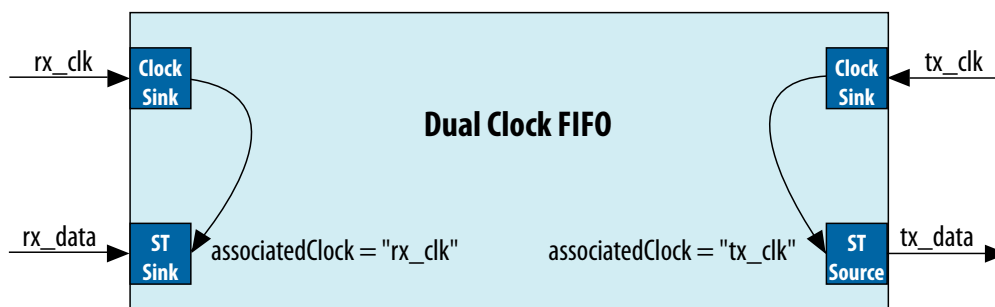 rx_clk
Clock
Sink
Clock
Sink
tx_clk
Dual Clock FIFO
rx_data
ST
Sink
associatedClock = "rx_clk"
associatedClock = "tx_clk"
ST
Source
tx_data